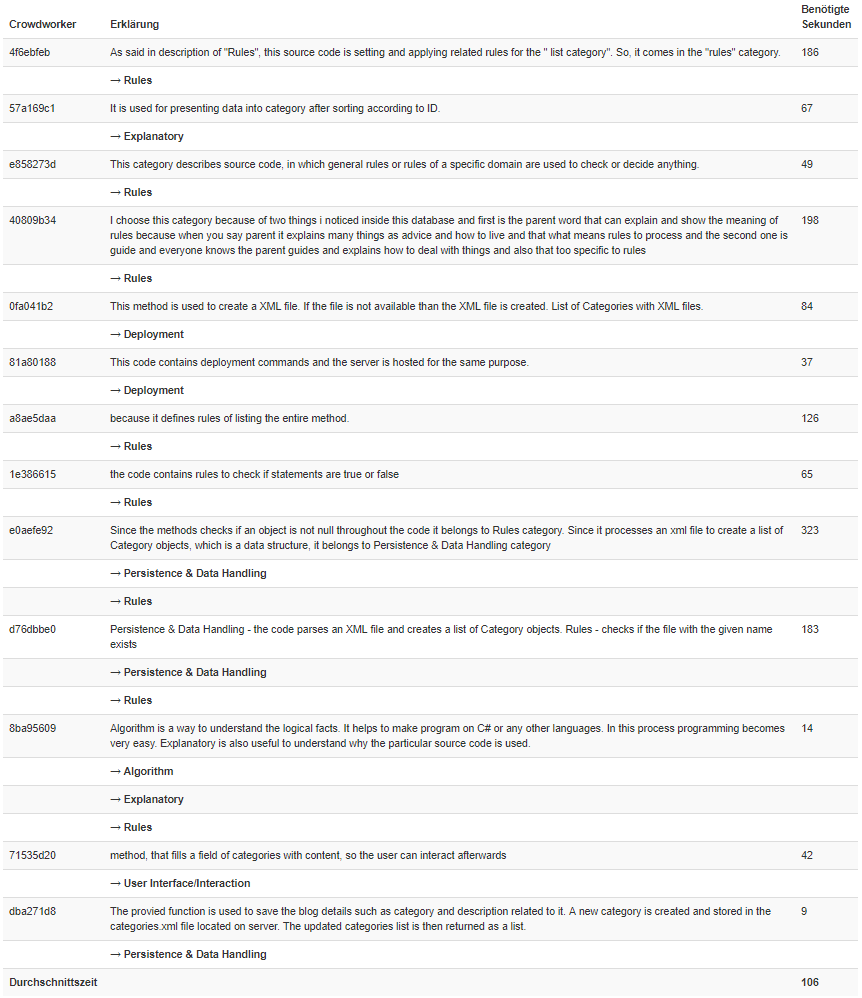 Crowdworker Erklärung Benötigte Sekunden
4f6ebfeb As said in description of "Rules", this source code is setting and applying related rules for the " list category". So, it comes in the "rules" category. 186
→ Rules
57a169c1 It is used for presenting data into category after sorting according to ID. 67
→ Explanatory
e858273d This category describes source code, in which general rules or rules of a specific domain are used to check or decide anything. 49
→ Rules
40809b34 I choose this category because of two things i noticed inside this database and first is the parent word that can explain and show the meaning of 198
rules because when you say parent it explains many things as advice and how to live and that what means rules to process and the second one is
guide and everyone knows the parent guides and explains how to deal with things and also that too specific to rules
→ Rules
0fa041b2 This method is used to create a XML file. If the file is not available than the XML file is created. List of Categories with XML files. 84
→ Deployment
81a80188 This code contains deployment commands and the server is hosted for the same purpose. 37
→ Deployment
a8ae5daa because it defines rules of listing the entire method. 126
→ Rules
1e386615 the code contains rules to check if statements are true or false 65
→ Rules
e0aefe92 Since the methods checks if an object is not null throughout the code it belongs to Rules category. Since it processes an xml file to create a list of 323
Category objects, which is a data structure, it belongs to Persistence & Data Handling category
→ Persistence & Data Handling
→ Rules
d76dbbe0 Persistence & Data Handling - the code parses an XML file and creates a list of Category objects. Rules - checks if the file with the given name 183
exists
→ Persistence & Data Handling
→ Rules
8ba95609 Algorithm is a way to understand the logical facts. It helps to make program on C# or any other languages. In this process programming becomes 14
very easy. Explanatory is also useful to understand why the particular source code is used.
→ Algorithm
→ Explanatory
→ Rules
71535d20 method, that fills a field of categories with content, so the user can interact afterwards 42
→ User Interface/Interaction
dba271d8 The provied function is used to save the blog details such as category and description related to it. A new category is created and stored in the 9
categories.xml file located on server. The updated categories list is then returned as a list.
→ Persistence & Data Handling
Durchschnittszeit 106